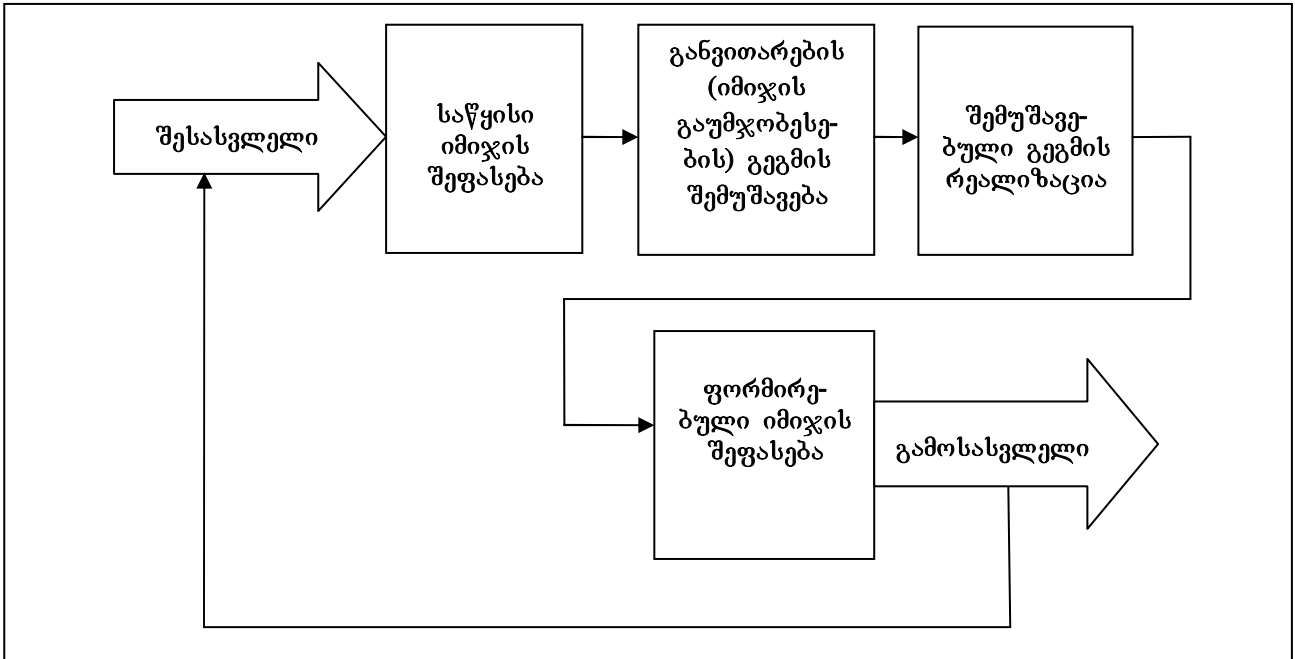 შესასვლელი
საწყისი
იმიჯის
შეფასება
განვითარების
(იმიჯის
გაუმჯობესე-
ბის) გეგმის
შემუშავება
შემუშავე-
ბული გეგმის
რეალიზაცია
ფორმირე-
ბული იმიჯის
შეფასება
გამოსასვლელი